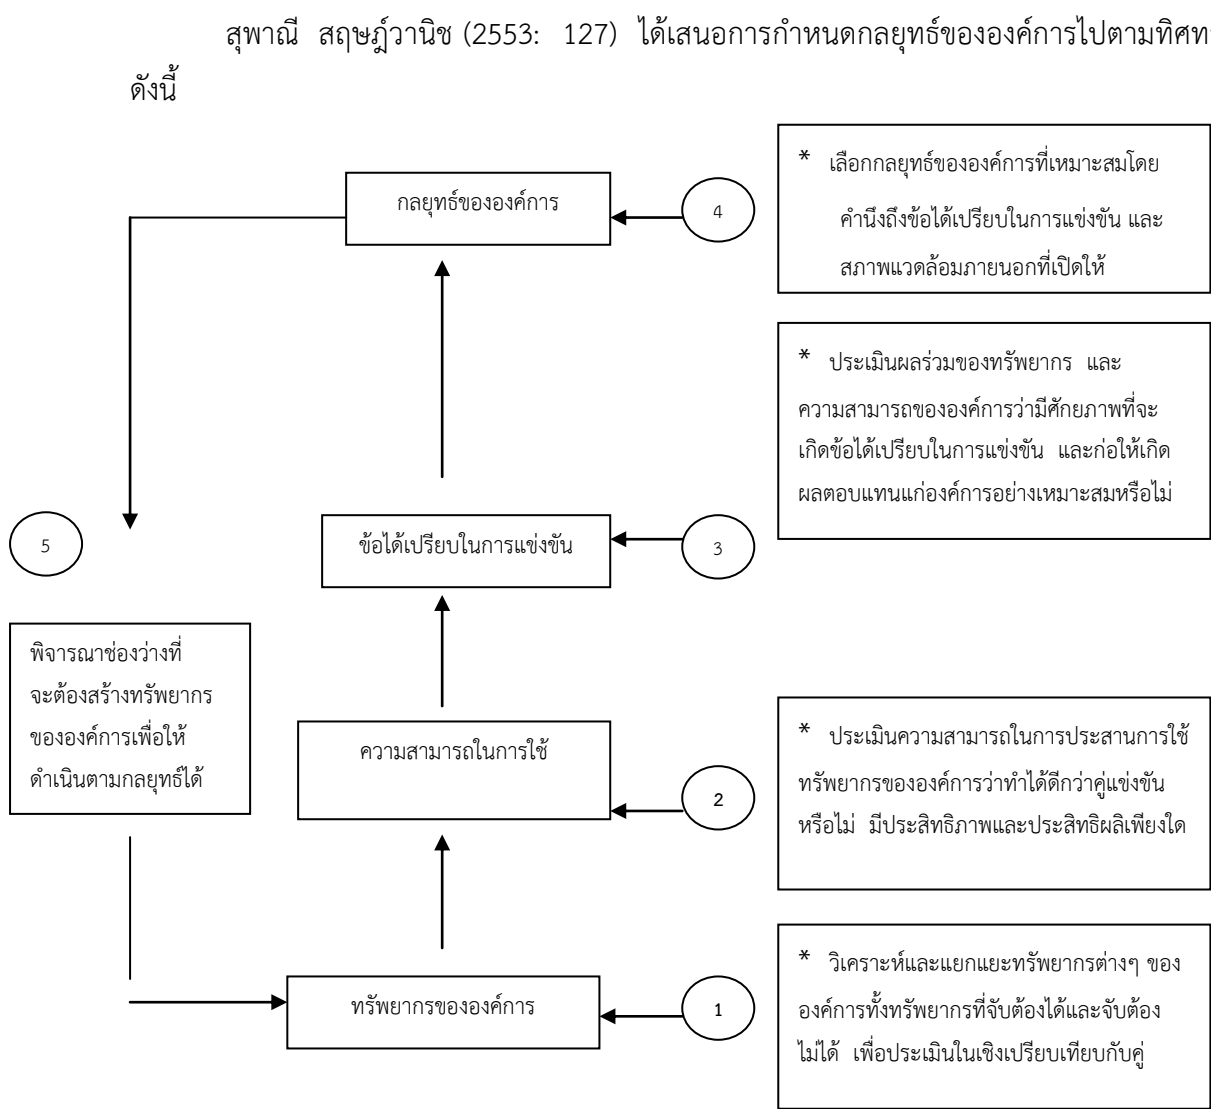 สุพาณี สฤษฎ์วานิช (2553: 127) ได้เสนอการกำหนดกลยุทธ์ขององค์การไปตามทิศท
ดังนี้
กลยุทธ์ขององค์การ
4
* เลือกกลยุทธ์ขององค์การที่เหมาะสมโดย
คำนึงถึงข้อได้เปรียบในการแข่งขัน และ
สภาพแวดล้อมภายนอกที่เปิดให้
* ประเมินผลร่วมของทรัพยากร และ
ความสามารถขององค์การว่ามีศักยภาพที่จะ
เกิดข้อได้เปรียบในการแข่งขัน และก่อให้เกิด
ผลตอบแทนแก่องค์การอย่างเหมาะสมหรือไม่
5
ข้อได้เปรียบในการแข่งขัน
3
พิจารณาช่องว่างที่
จะต้องสร้างทรัพยากร
ขององค์การเพื่อให้
ดำเนินตามกลยุทธ์ได้
ความสามารถในการใช้
2
* ประเมินความสามารถในการประสานการใช้
ทรัพยากรขององค์การว่าทำได้ดีกว่าคู่แข่งขัน
หรือไม่ มีประสิทธิภาพและประสิทธิผลิเพียงใด
ทรัพยากรขององค์การ
1
* วิเคราะห์และแยกแยะทรัพยากรต่างๆ ของ
องค์การทั้งทรัพยากรที่จับต้องได้และจับต้อง
ไม่ได้ เพื่อประเมินในเชิงเปรียบเทียบกับคู่